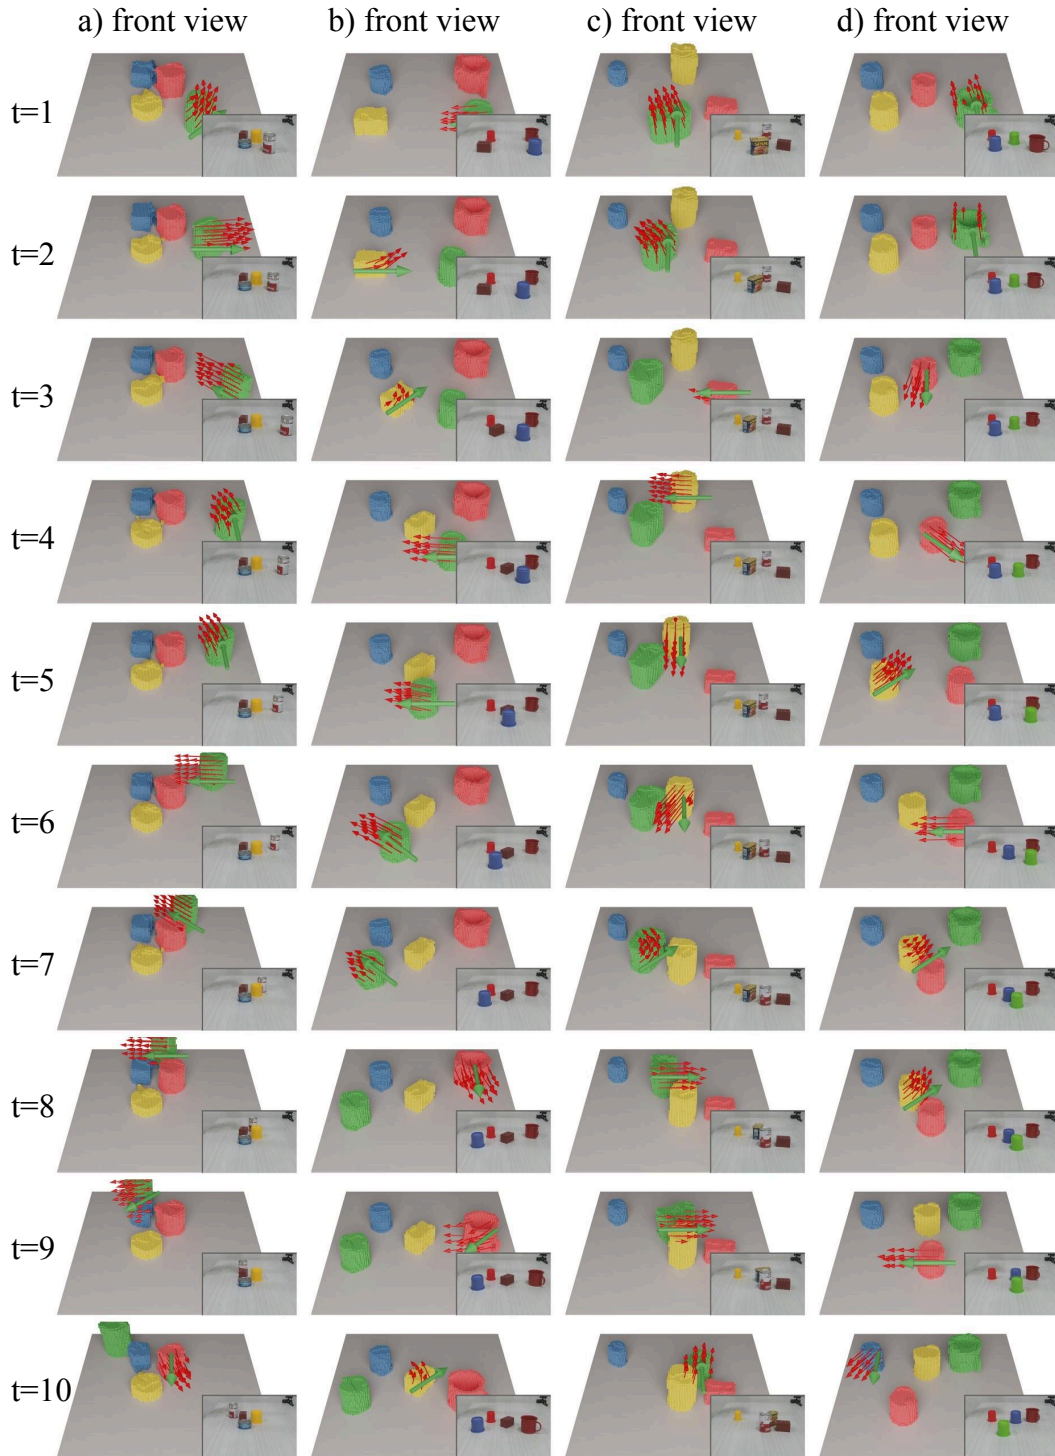 a) front view b) front view c) front view d) front view
t=1
t=2
t=3
t=4
t=5
t=6
t=7
t=8
t=9
t=10